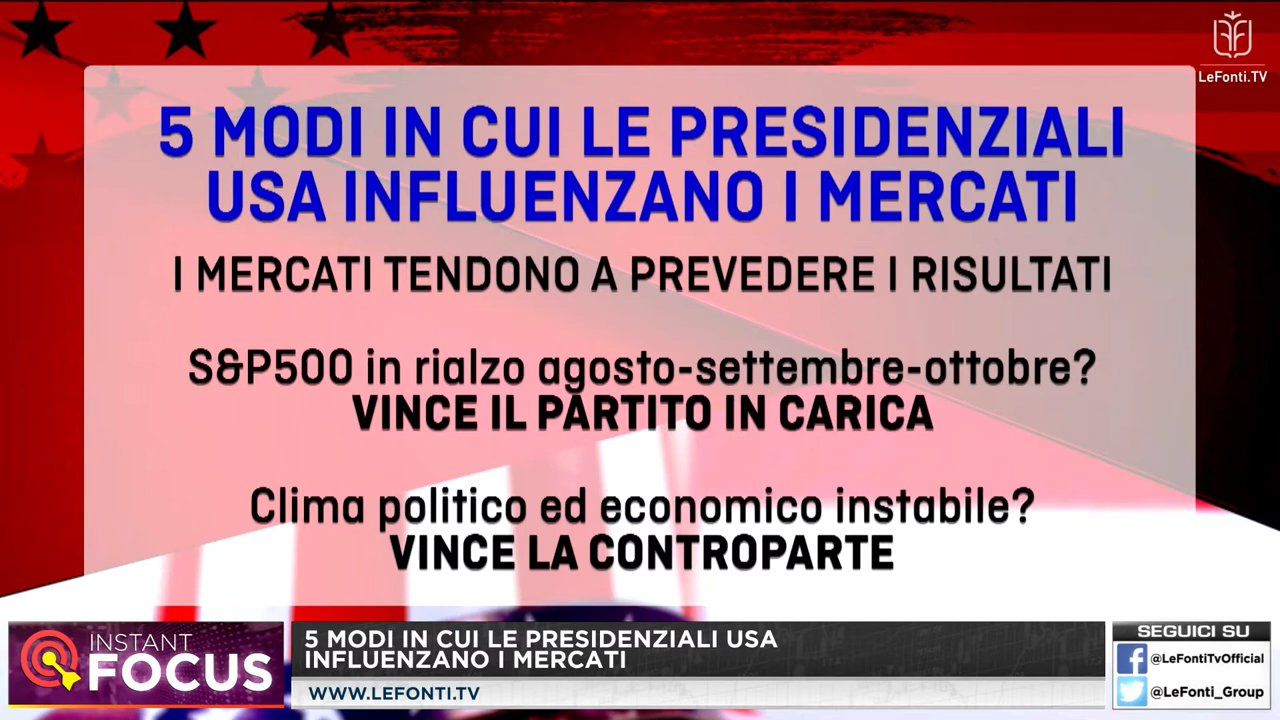 LeFonti.TV
5 MODI IN CUI LE PRESIDENZIALI
USA INFLUENZANO I MERCATI
I MERCATI TENDONO A PREVEDERE I RISULTATI
S&P500 in rialzo agosto-settembre-ottobre?
VINCE IL PARTITO IN CARICA
Clima politico ed economico instabile?
VINCE LA CONTROPARTE
INSTANT
FOCUS
5 MODI IN CUI LE PRESIDENZIALI USA
INFLUENZANO I MERCATI
WWW.LEFONTI.TV
SEGUICI SU
@LeFontiTvOfficial
@LeFonti_Group